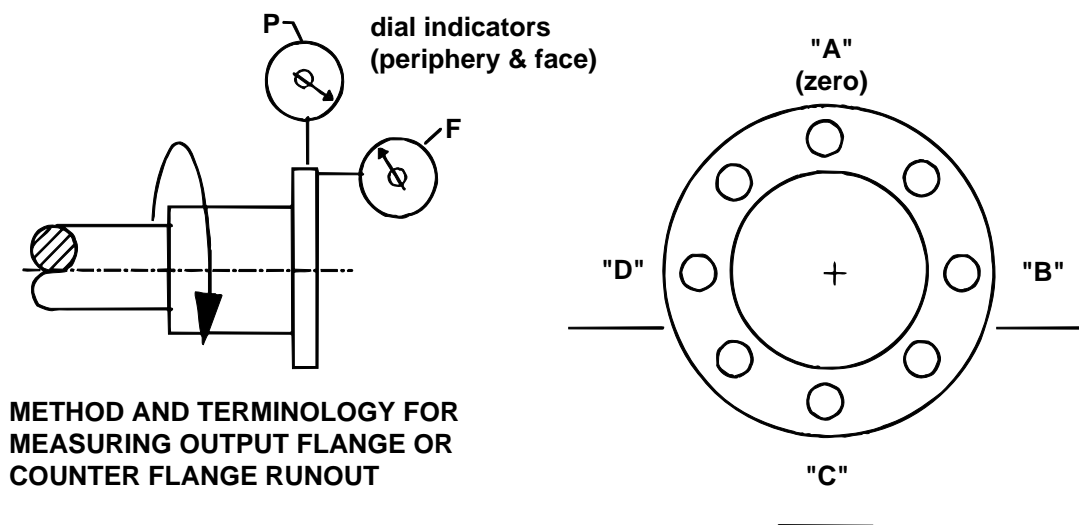 P
dial indicators
(periphery & face)
F
"A"
(zero)
"D"
"B"
"C"
METHOD AND TERMINOLOGY FOR
MEASURING OUTPUT FLANGE OR
COUNTER FLANGE RUNOUT